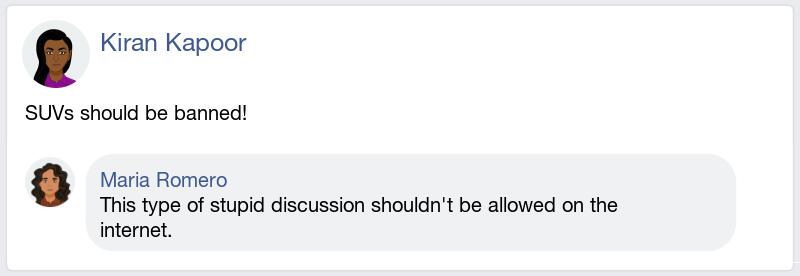 Kiran Kapoor
SUVs should be banned!
Maria Romero
This type of stupid discussion shouldn't be allowed on the
internet.